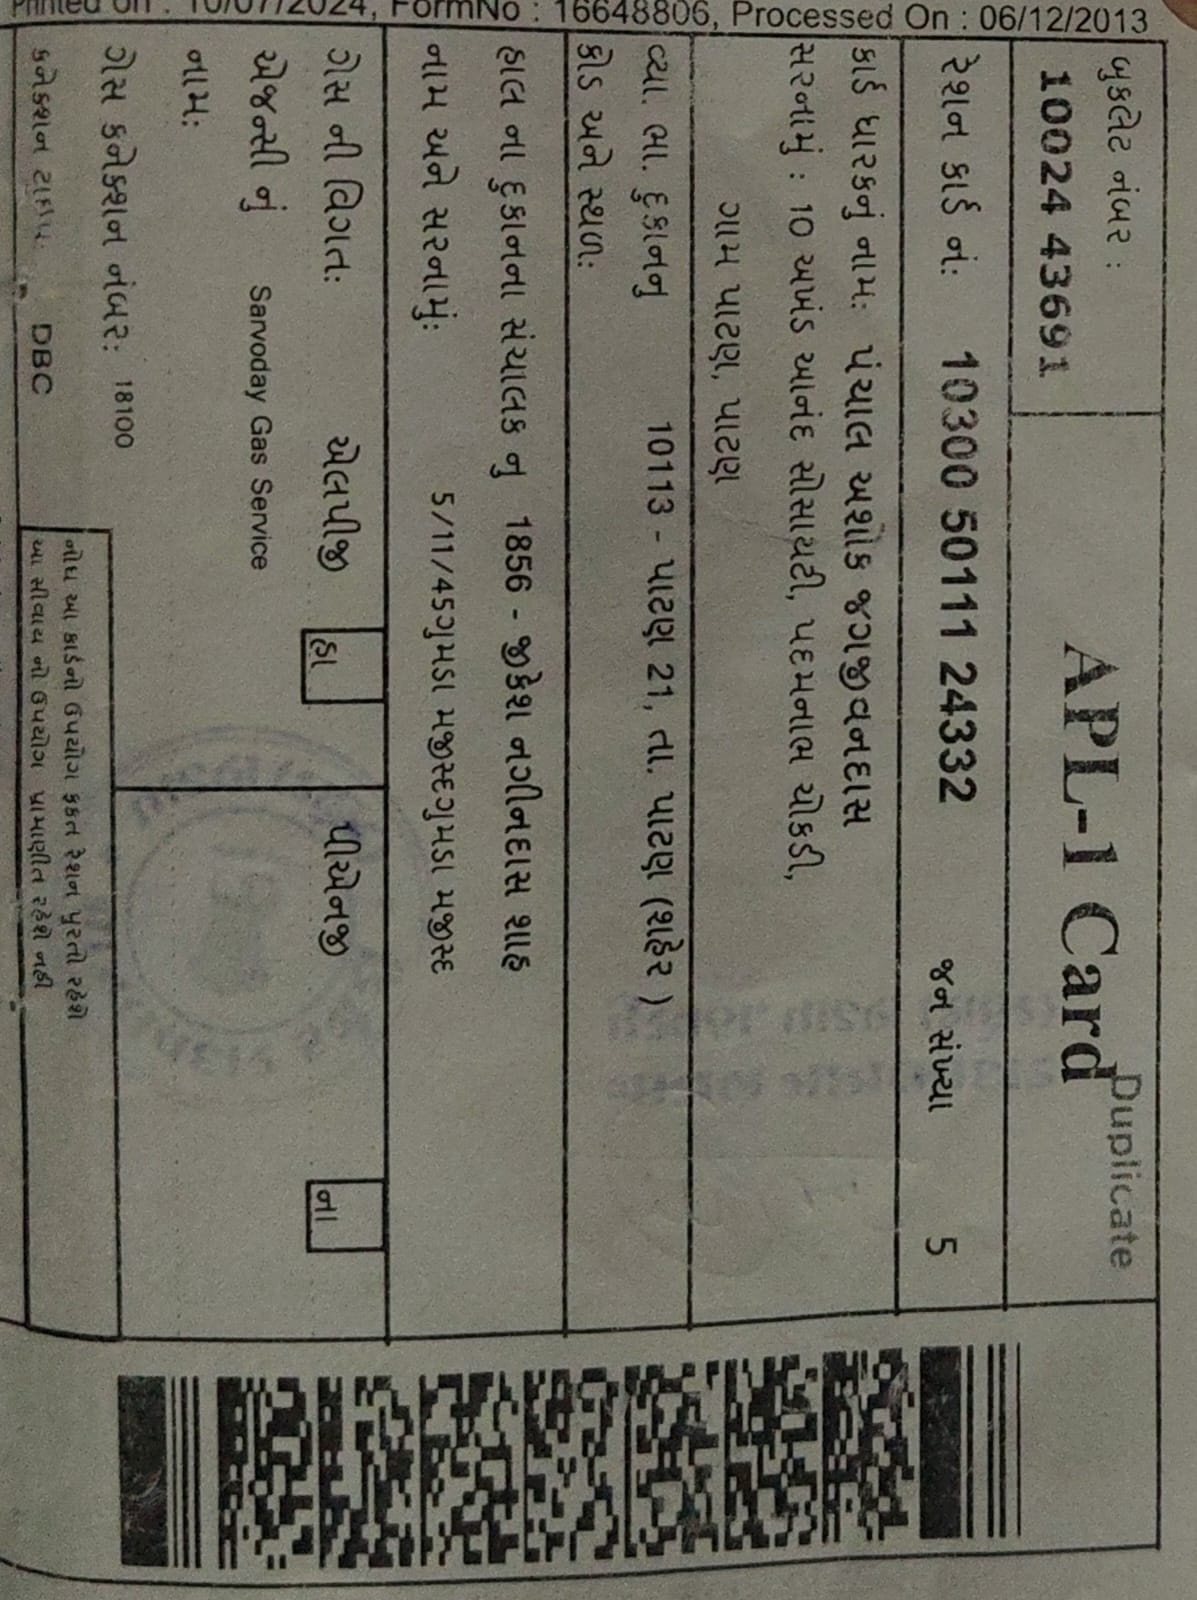 Printed on : 10/07/2024, FormNo : 16648806, Processed On : 06/12/2013
બુકલેટ નંબર :
10024 43691
APL-1 Card
Duplicate
રેશન કાર્ડ નં: 10300 50111 24332 જન સંખ્યા 5
કાર્ડ ધારકનું નામ: પંચાલ અશોક જગજીવનદાસ
સરનામું : 10 અખંડ આનંદ સોસાયટી, પદમનાભ ચોકડી,
ગામ પાટણ, પાટણ
વ્યા. ભા. દુકાનનુ 10113 - પાટણ 21, તા. પાટણ (શહેર )
કોડ અને સ્થળ:
હાલ ના દુકાનના સંચાલક નુ 1856 - જીકેશ નગીનદાસ શાહ
નામ અને સરનામું: 5/11/45ગુમડા મજીસ્દગુમડા મજીસ્દ
ગેસ ની વિગત: એલપીજી હા પીએનજી ના
એજન્સી નું Sarvoday Gas Service
નામ:
ગેસ કનેક્શન નંબર: 18100
કનેક્શન ટાઈપ: DBC
નોંધ આ કાર્ડનો ઉપયોગ ફક્ત રેશન પુરતો રહેશે
આ સીવાય નો ઉપયોગ પ્રામાણીત રહેશે નહી